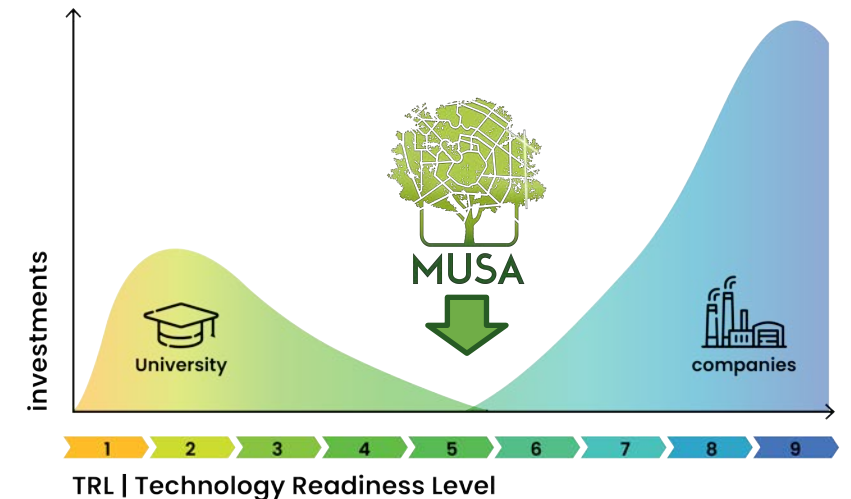 investments
MUSA
University
companies
1 2 3 4 5 6 7 8 9
TRL | Technology Readiness Level